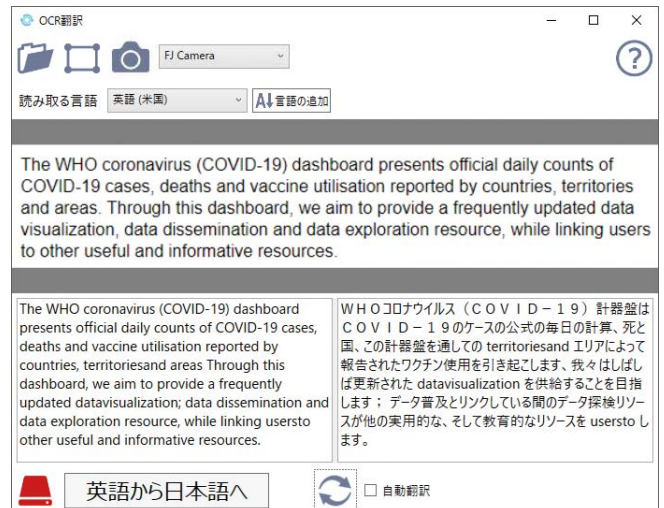 OCR翻訳
FJ Camera
?
読み取る言語 英語 (米国) A 言語の追加
The WHO coronavirus (COVID-19) dashboard presents official daily counts of
COVID-19 cases, deaths and vaccine utilisation reported by countries, territories
and areas. Through this dashboard, we aim to provide a frequently updated data
visualization, data dissemination and data exploration resource, while linking users
to other useful and informative resources.
The WHO coronavirus (COVID-19) dashboard
presents official daily counts of COVID-19 cases,
deaths and vaccine utilisation reported by
countries, territoriesand areas Through this
dashboard, we aim to provide a frequently
updated datavisualization; data dissemination and
data exploration resource, while linking usersto
other useful and informative resources.
WHOコロナウイルス(COVID-19)計器盤は
COVID-19のケースの公式の毎日の計算、死と
国、この計器盤を通しての territoriesand エリアによって
報告されたワクチン使用を引き起こします、我々はしばし
ば更新された datavisualization を供給することを目指
します; データ普及とリンクしている間のデータ探検リソー
スが他の実用的な、そして教育的なリソースを usersto し
ます。
英語から日本語へ
自動翻訳